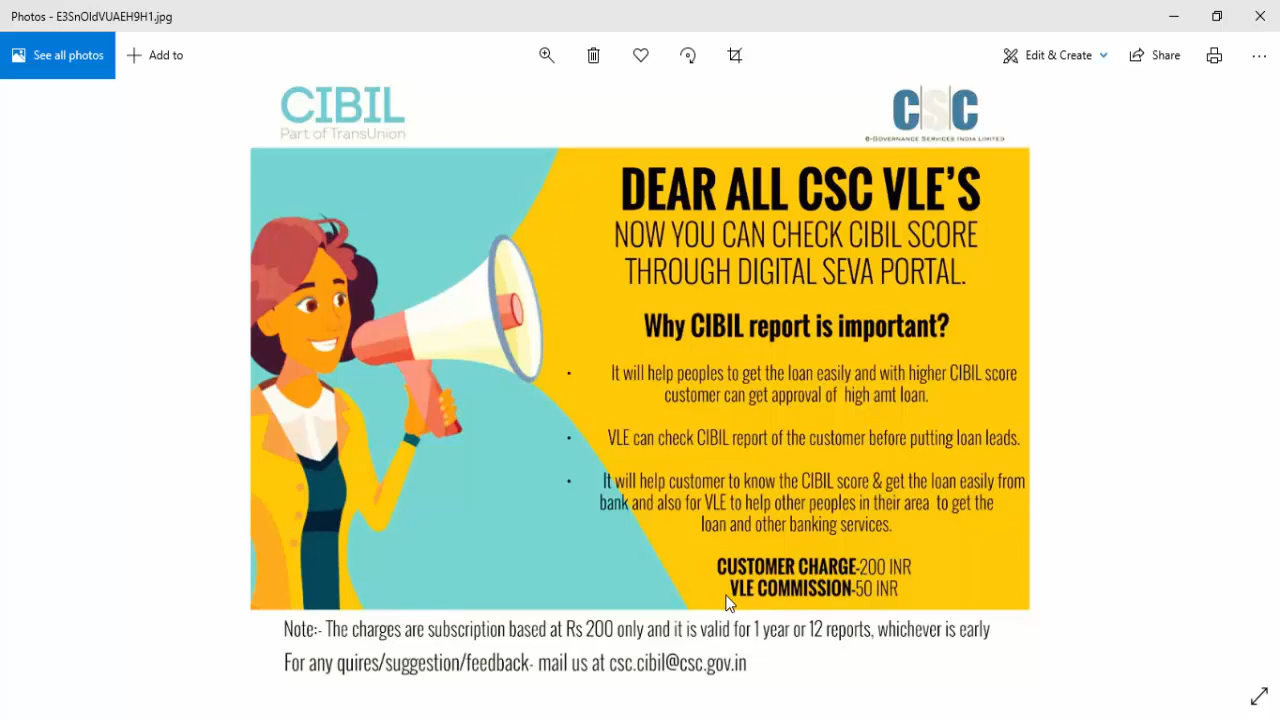 Photos - E3SnOldVUAEH9H1.jpg
See all photos
Add to
Edit & Create
Share
CIBIL
Part of TransUnion
CSC
e-Governance Services India Limited
DEAR ALL CSC VLE'S
NOW YOU CAN CHECK CIBIL SCORE
THROUGH DIGITAL SEVA PORTAL.
Why CIBIL report is important?
• It will help peoples to get the loan easily and with higher CIBIL score
customer can get approval of high amt loan.
• VLE can check CIBIL report of the customer before putting loan leads.
• It will help customer to know the CIBIL score & get the loan easily from
bank and also for VLE to help other peoples in their area to get the
loan and other banking services.
CUSTOMER CHARGE-200 INR
VLE COMMISSION-50 INR
Note:- The charges are subscription based at Rs 200 only and it is valid for 1 year or 12 reports, whichever is early
For any quires/suggestion/feedback- mail us at csc.cibil@csc.gov.in